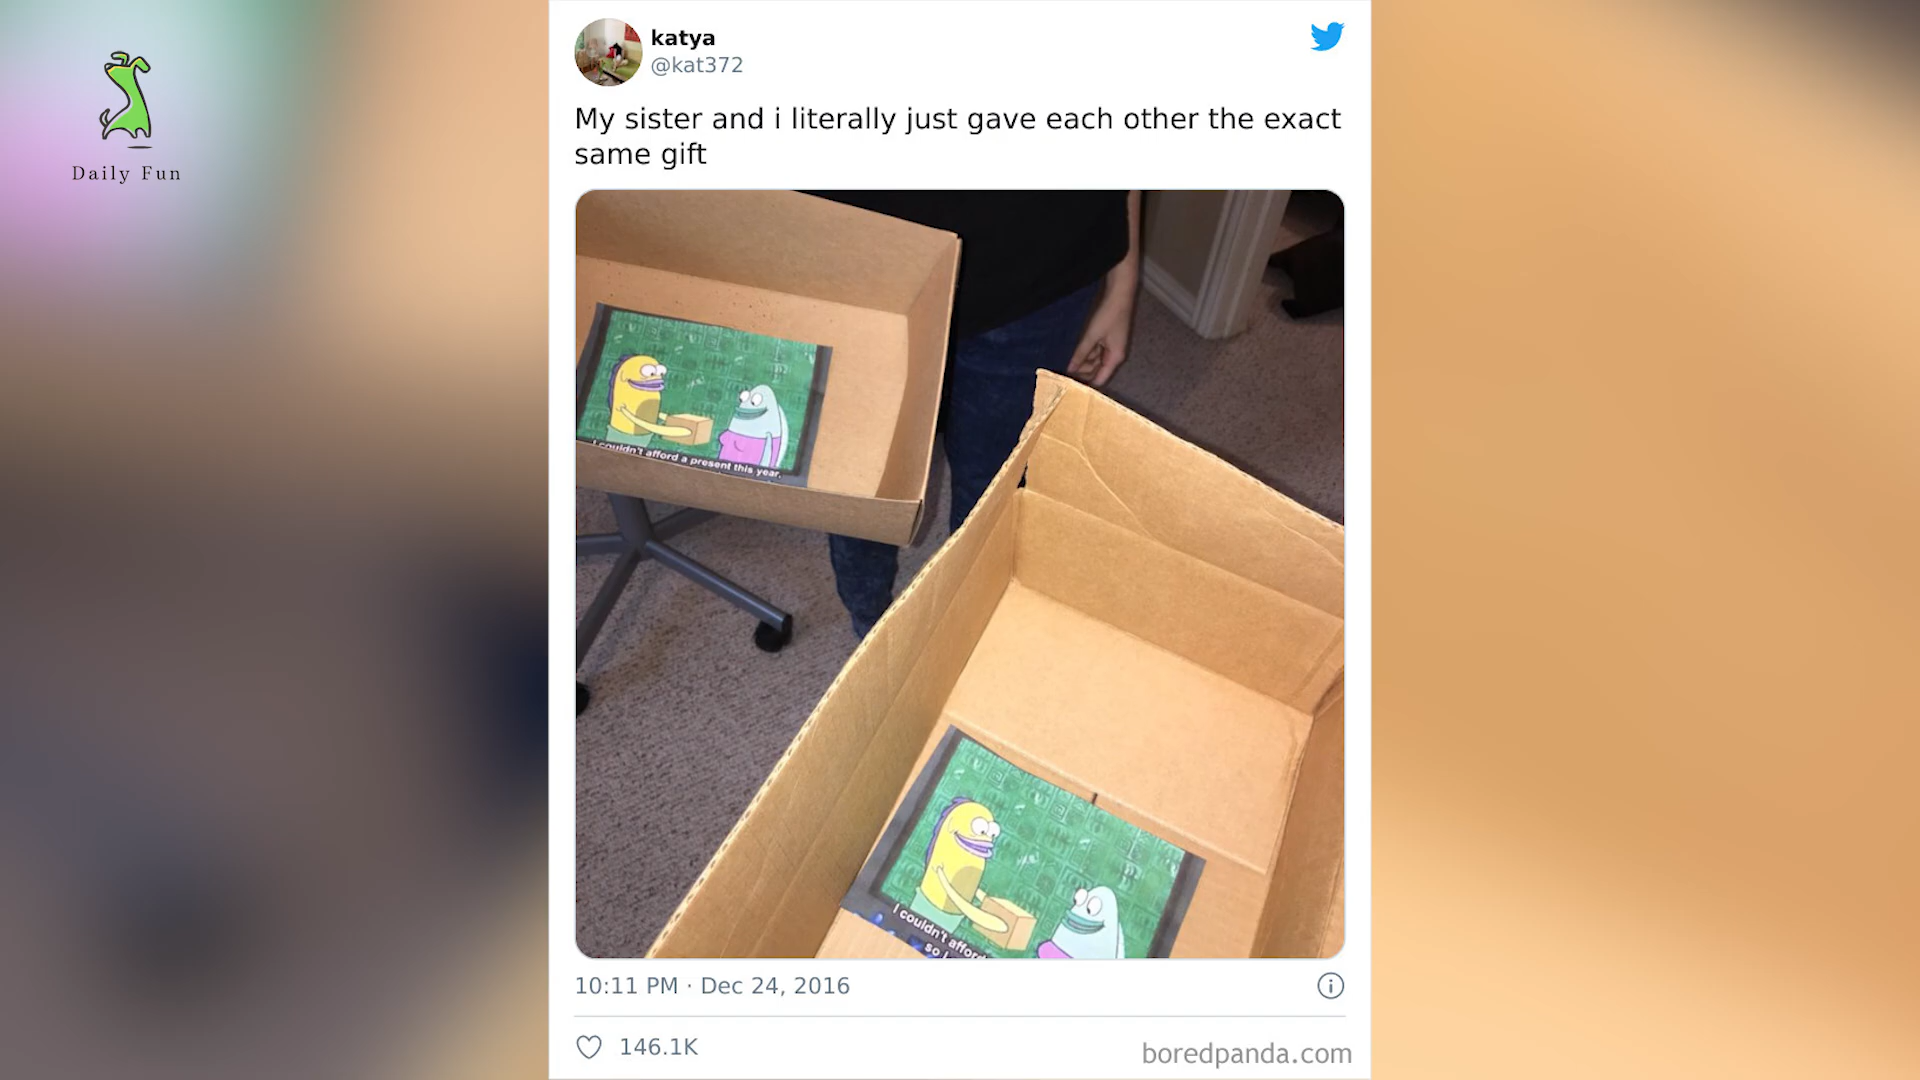 katya
@kat372
Daily Fun
My sister and i literally just gave each other the exact
same gift
I couldn't afford a present this year,
I couldn't afford
so I
10:11 PM · Dec 24, 2016
146.1K
boredpanda.com